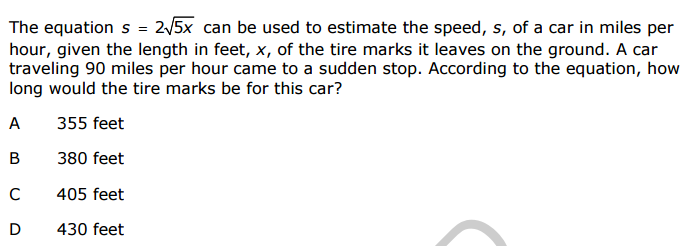 The equation s = 2√5x can be used to estimate the speed, s, of a car in miles per
hour, given the length in feet, x, of the tire marks it leaves on the ground. A car
traveling 90 miles per hour came to a sudden stop. According to the equation, how
long would the tire marks be for this car?
A 355 feet
B 380 feet
C 405 feet
D 430 feet